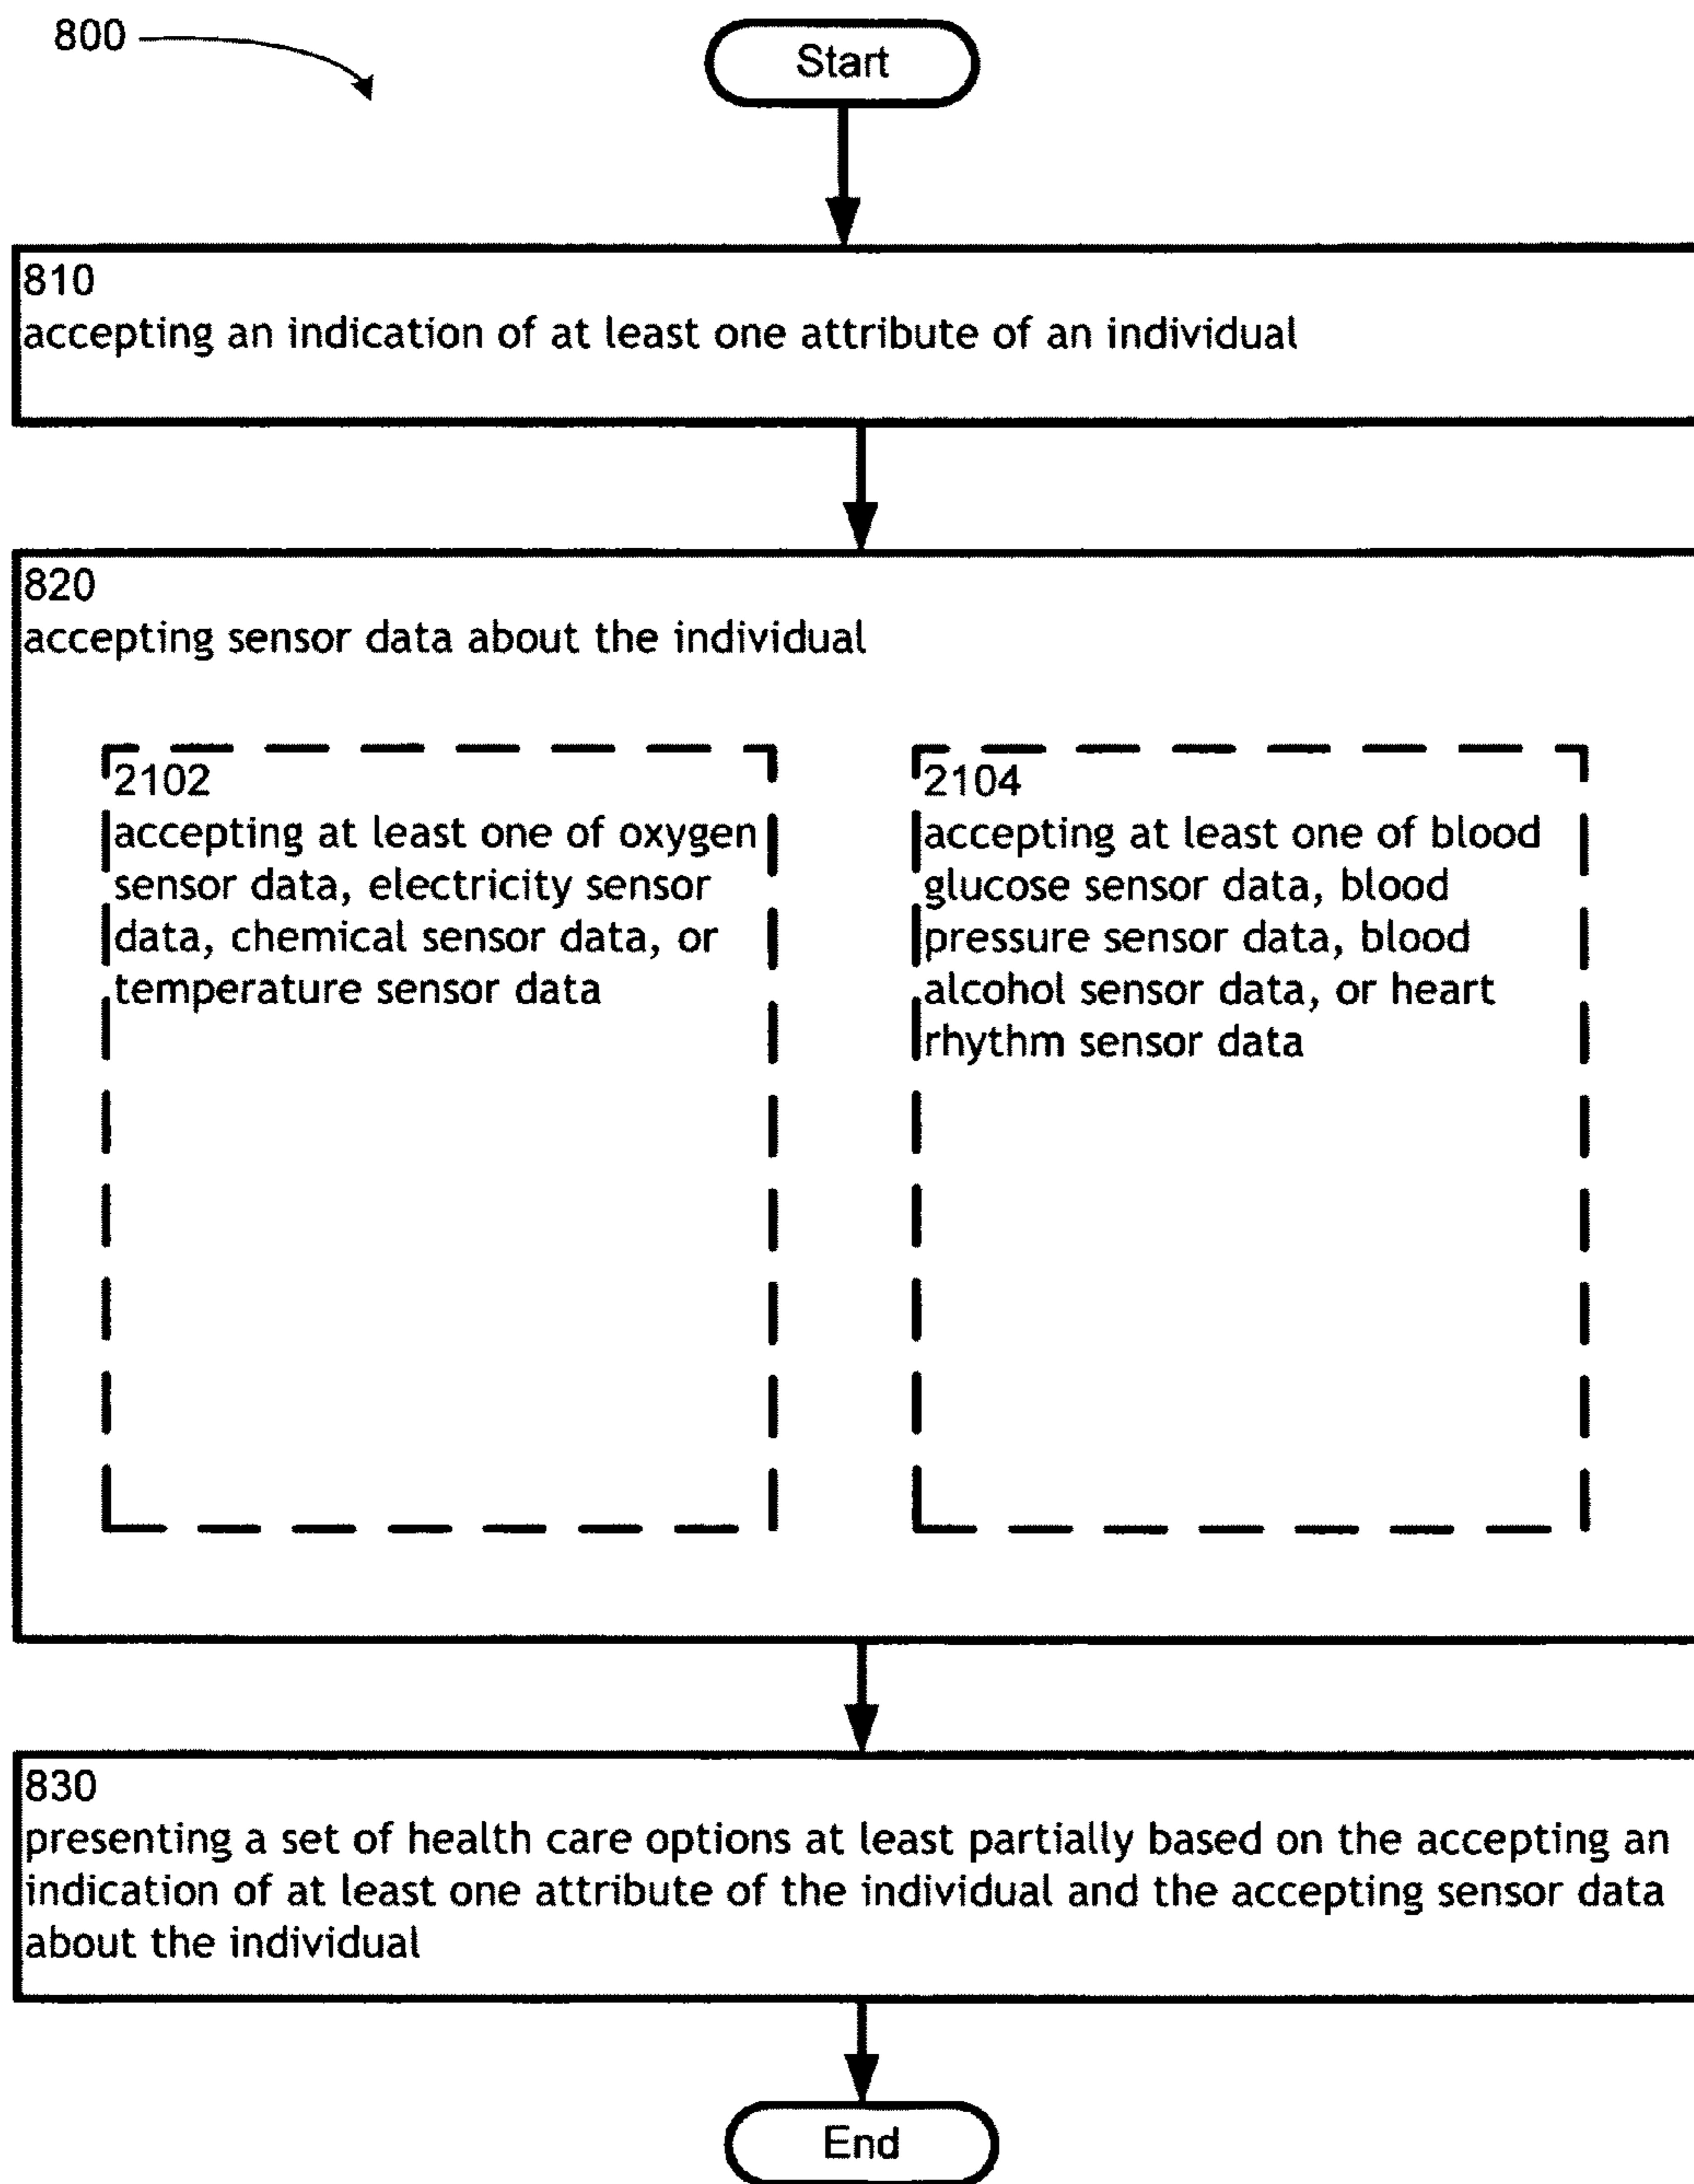 800
Start
810
accepting an indication of at least one attribute of an individual
820
accepting sensor data about the individual
2102
accepting at least one of oxygen
sensor data, electricity sensor
data, chemical sensor data, or
temperature sensor data
2104
accepting at least one of blood
glucose sensor data, blood
pressure sensor data, blood
alcohol sensor data, or heart
rhythm sensor data
830
presenting a set of health care options at least partially based on the accepting an
indication of at least one attribute of the individual and the accepting sensor data
about the individual
End